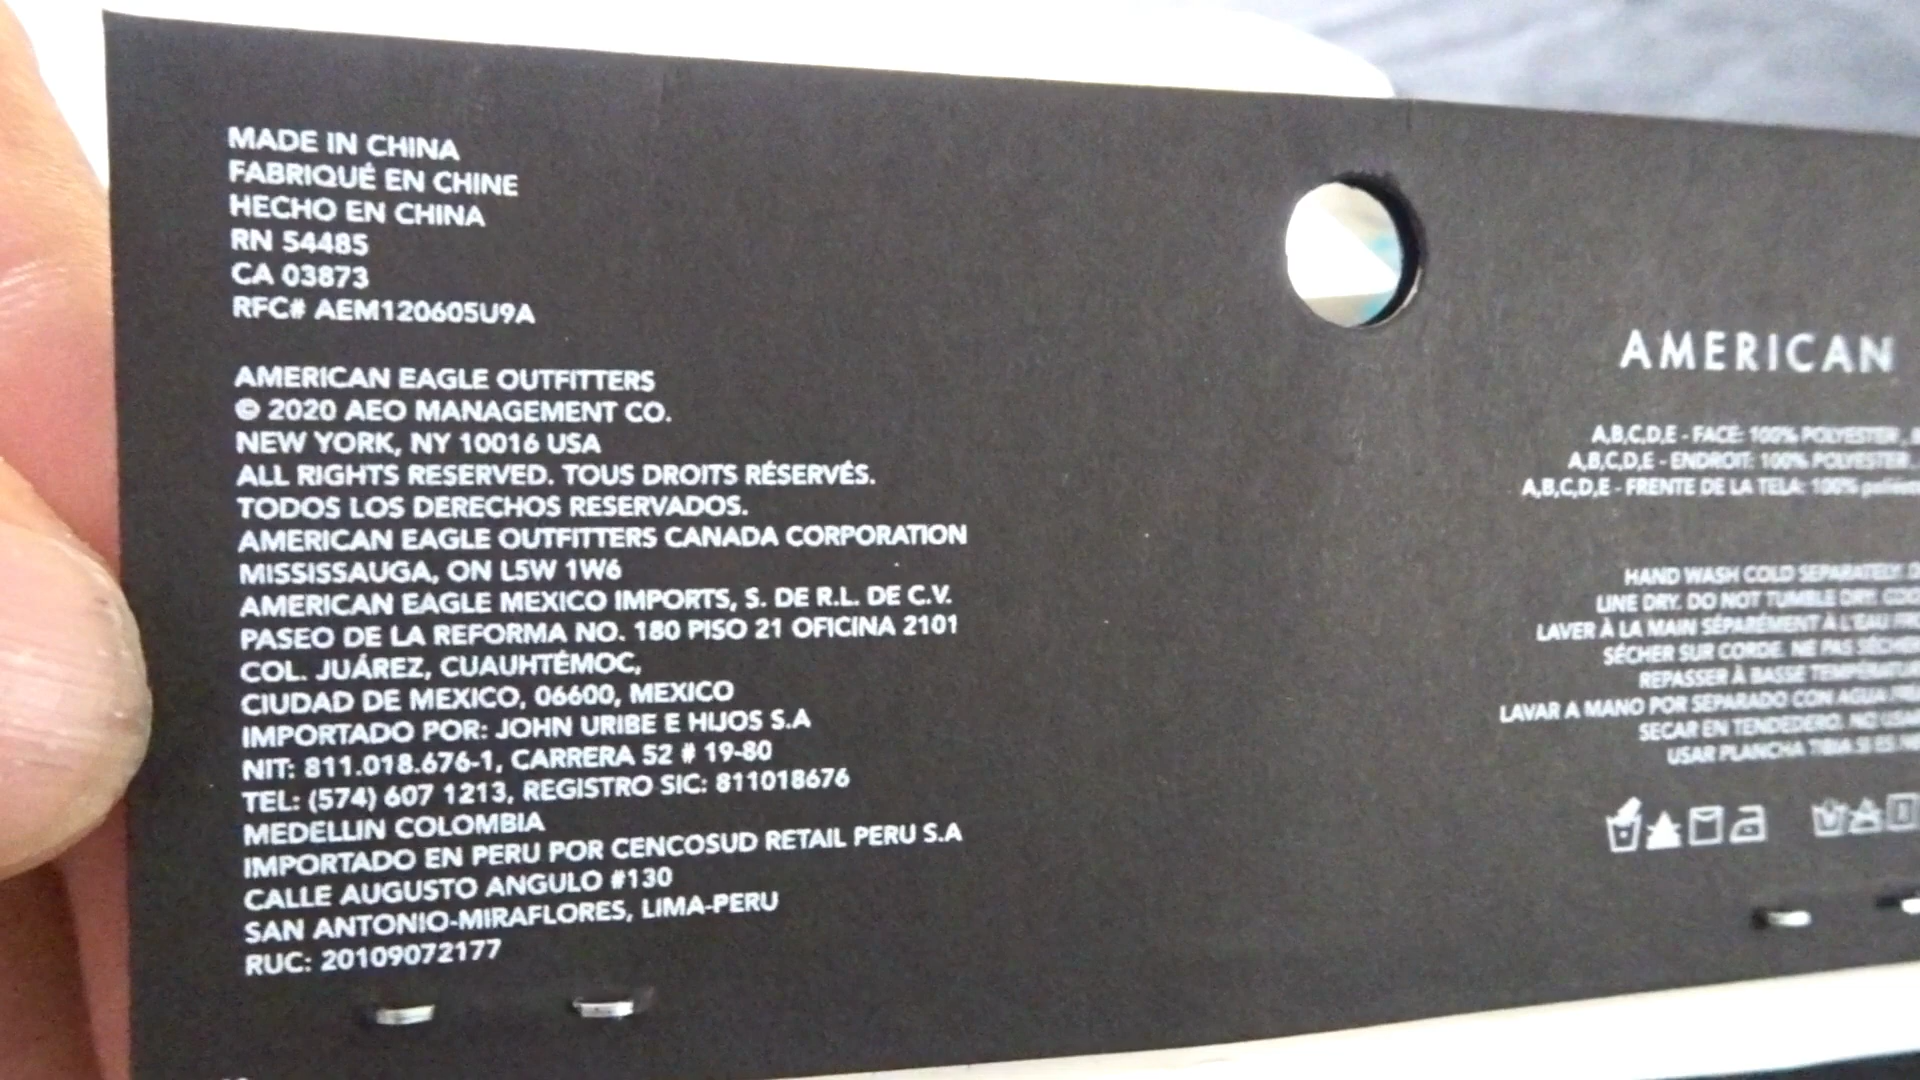 MADE IN CHINA
FABRIQUÉ EN CHINE
HECHO EN CHINA
RN 54485
CA 03873
RFC# AEM120605U9A
AMERICAN EAGLE OUTFITTERS
© 2020 AEO MANAGEMENT CO.
NEW YORK, NY 10016 USA
ALL RIGHTS RESERVED. TOUS DROITS RÉSERVÉS.
TODOS LOS DERECHOS RESERVADOS.
AMERICAN EAGLE OUTFITTERS CANADA CORPORATION
MISSISSAUGA, ON L5W 1W6
AMERICAN EAGLE MEXICO IMPORTS, S. DE R.L. DE C.V.
PASEO DE LA REFORMA NO. 180 PISO 21 OFICINA 2101
COL. JUÁREZ, CUAUHTÉMOC,
CIUDAD DE MEXICO, 06600, MEXICO
IMPORTADO POR: JOHN URIBE E HIJOS S.A
NIT: 811.018.676-1, CARRERA 52 # 19-80
TEL: (574) 607 1213, REGISTRO SIC: 811018676
MEDELLIN COLOMBIA
IMPORTADO EN PERU POR CENCOSUD RETAIL PERU S.A
CALLE AUGUSTO ANGULO #130
SAN ANTONIO-MIRAFLORES, LIMA-PERU
RUC: 20109072177
AMERICAN
A,B,C,D,E - FACE: 100% POLYESTER,
A,B,C,D,E - ENDROIT: 100% POLYESTER,
A,B,C,D,E - FRENTE DE LA TELA: 100%
HAND WASH COLD SEPARATELY.
LINE DRY. DO NOT TUMBLE DRY.
LAVER À LA MAIN SÉPARÉMENT À L'EAU
SÉCHER SUR CORDE. NE PAS
REPASSER À BASSE
LAVAR A MANO POR SEPARADO CON AGUA
SECAR EN TENDEDERO. NO
USAR PLANCHA TIBIA SI ES